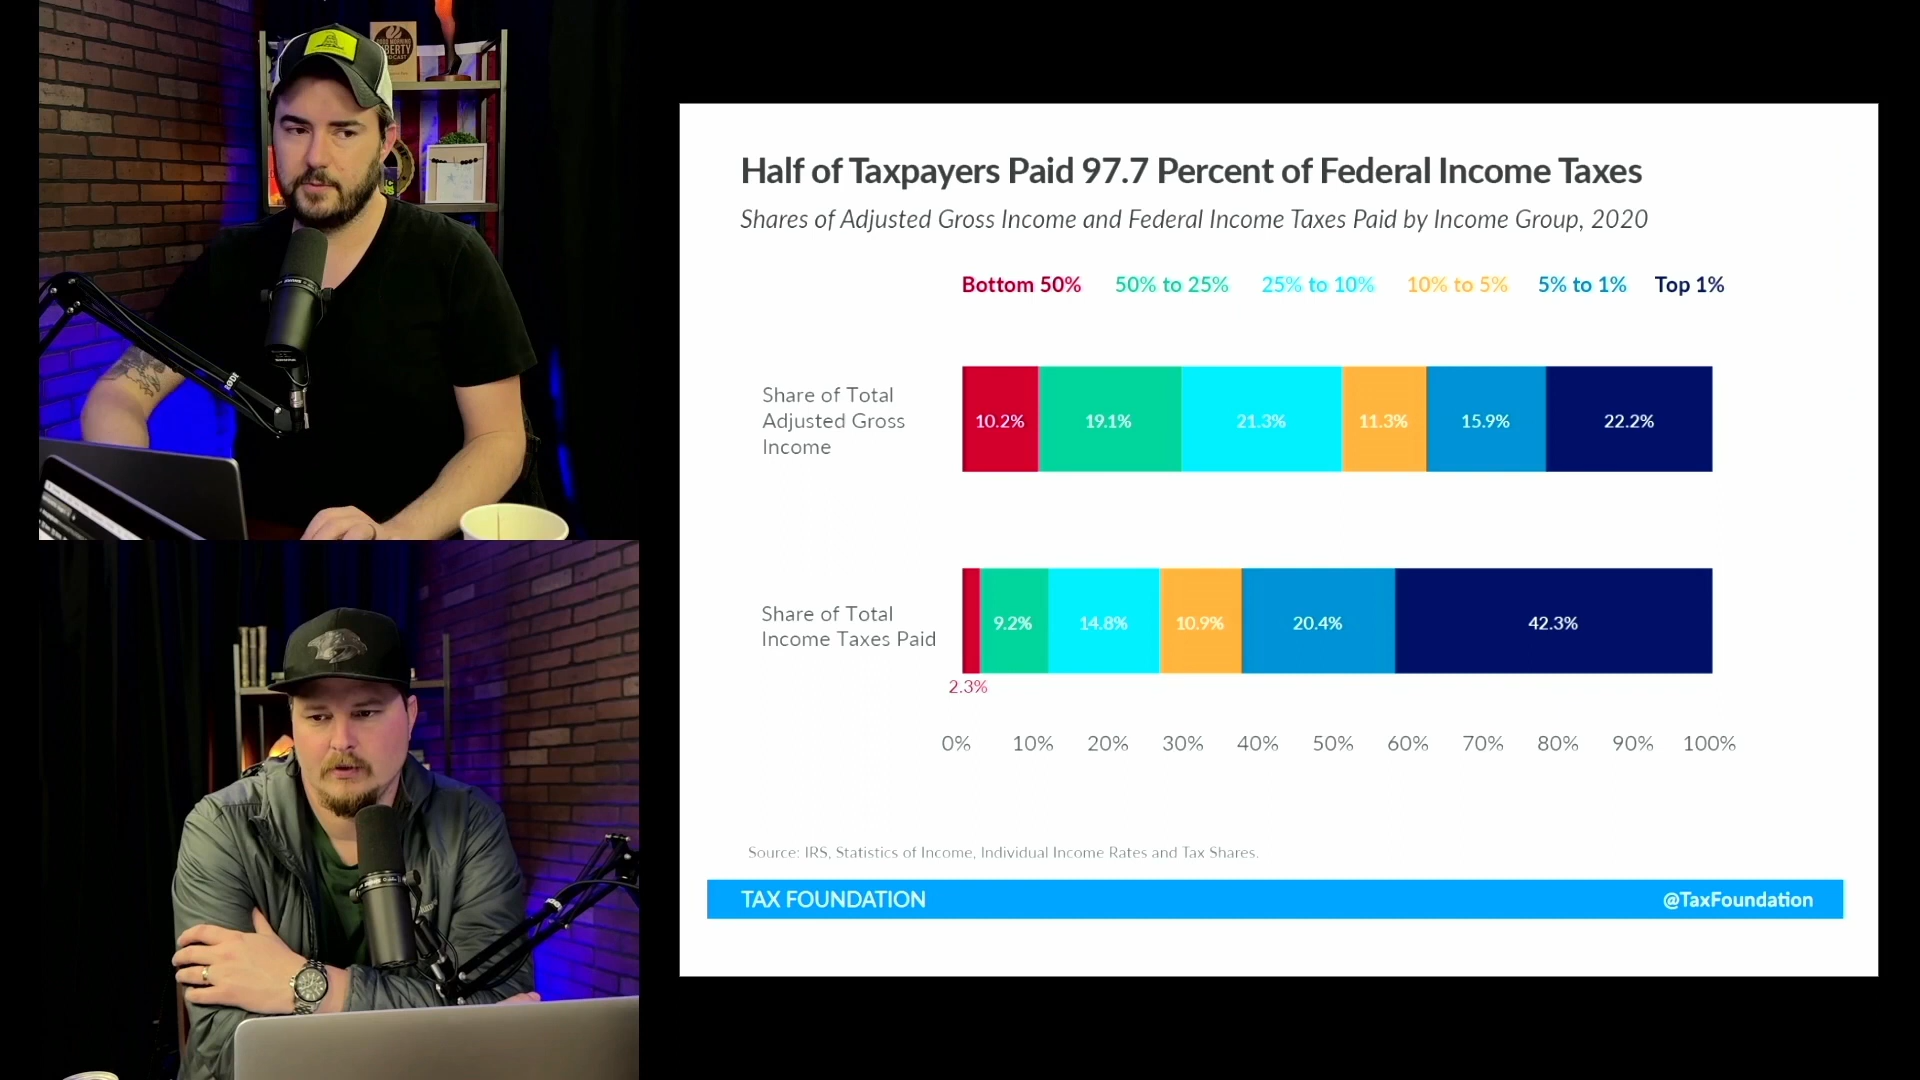 GOOD MORNING
LIBERTY
RØDE
Half of Taxpayers Paid 97.7 Percent of Federal Income Taxes
Shares of Adjusted Gross Income and Federal Income Taxes Paid by Income Group, 2020
Bottom 50% 50% to 25% 25% to 10% 10% to 5% 5% to 1% Top 1%
Share of Total
Adjusted Gross
Income
10.2% 19.1% 21.3% 11.3% 15.9% 22.2%
Share of Total
Income Taxes Paid
9.2% 14.8% 10.9% 20.4% 42.3%
2.3%
0% 10% 20% 30% 40% 50% 60% 70% 80% 90% 100%
Source: IRS, Statistics of Income, Individual Income Rates and Tax Shares.
TAX FOUNDATION
@TaxFoundation